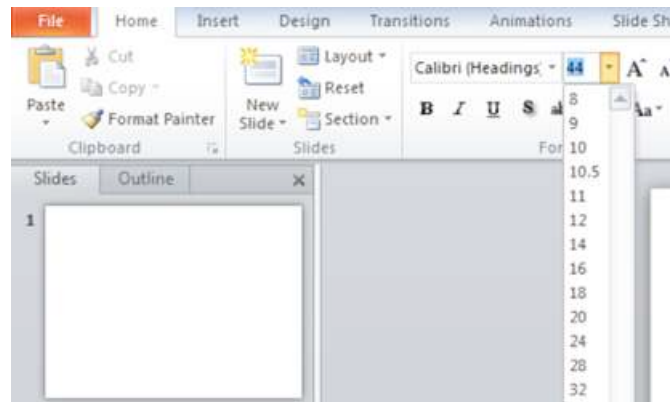 File Home Insert Design Transitions Animations Slide Sh
Cut
Copy
Paste
Format Painter
Clipboard
New
Slide
Layout
Reset
Section
Slides
Calibri (Headings 44 A A
B I U S Aa
For
8
9
10
10.5
11
12
14
16
18
20
24
28
32
Slides Outline
1